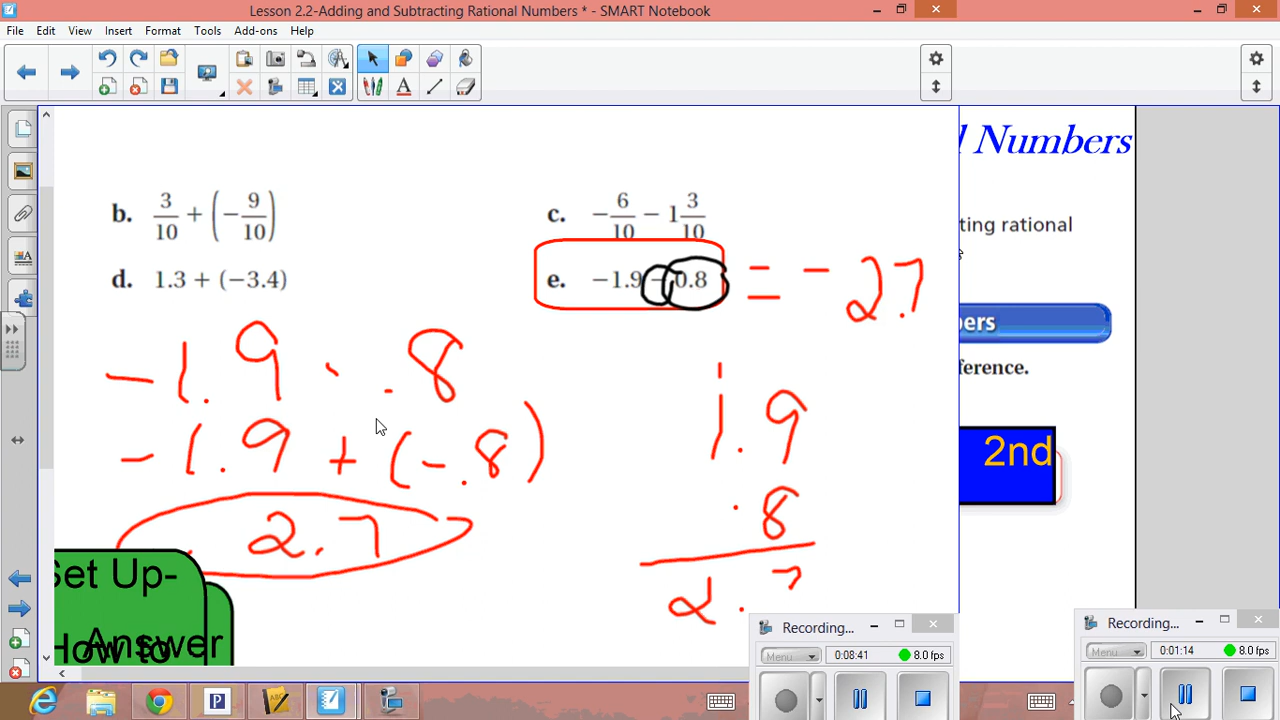 Lesson 2.2-Adding and Subtracting Rational Numbers * - SMART Notebook
File Edit View Insert Format Tools Add-ons Help
l Numbers
b. 3/10 + (−9/10)
c. −6/10 − 1 3/10
ting rational
d. 1.3 + (−3.4)
e. −1.9 − 0.8 = - 2.7
bers
ference.
-1.9 - .8
1.9
-1.9 + (-.8)
2nd
.8
2.7
2.7
Set Up-
Answer
How to
Recording...
Recording...
Menu 0:08:41 8.0 fps
Menu 0:01:14 8.0 fps